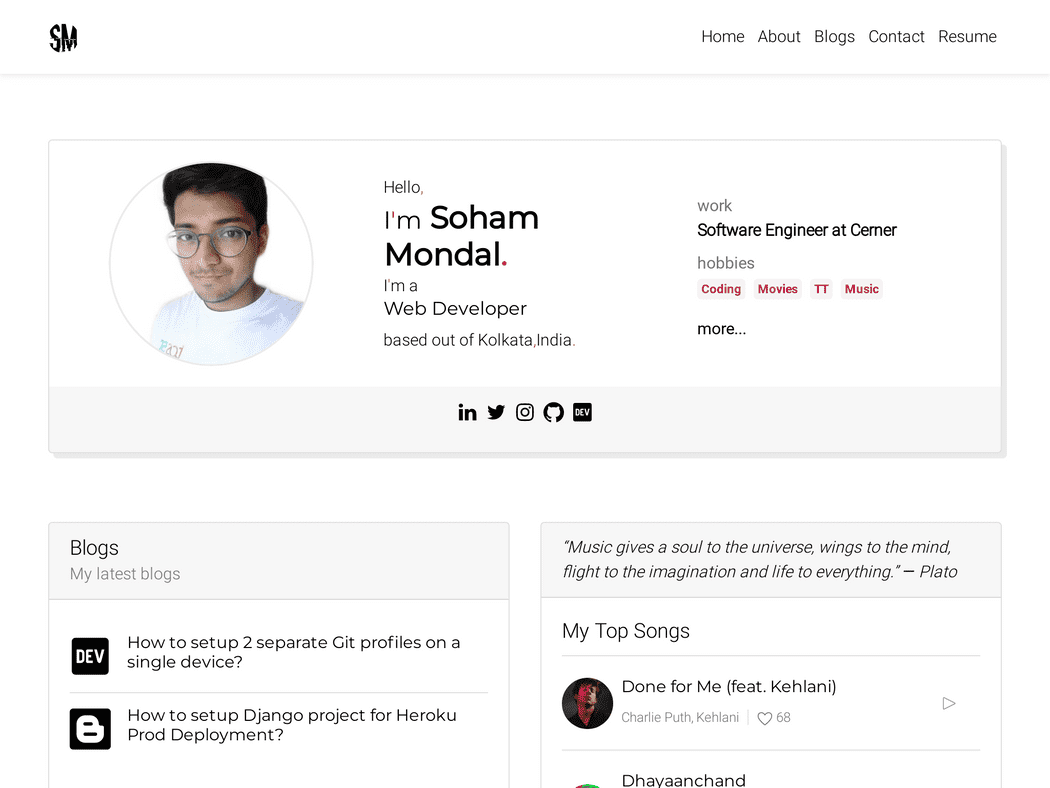 SM
Home About Blogs Contact Resume
Hello,
I'm Soham
Mondal.
I'm a
Web Developer
based out of Kolkata,India.
work
Software Engineer at Cerner
hobbies
Coding Movies TT Music
more...
in DEV
Blogs
My latest blogs
DEV
How to setup 2 separate Git profiles on a
single device?
How to setup Django project for Heroku
Prod Deployment?
“Music gives a soul to the universe, wings to the mind,
flight to the imagination and life to everything.” — Plato
My Top Songs
Done for Me (feat. Kehlani)
Charlie Puth, Kehlani 68
Dhayaanchand